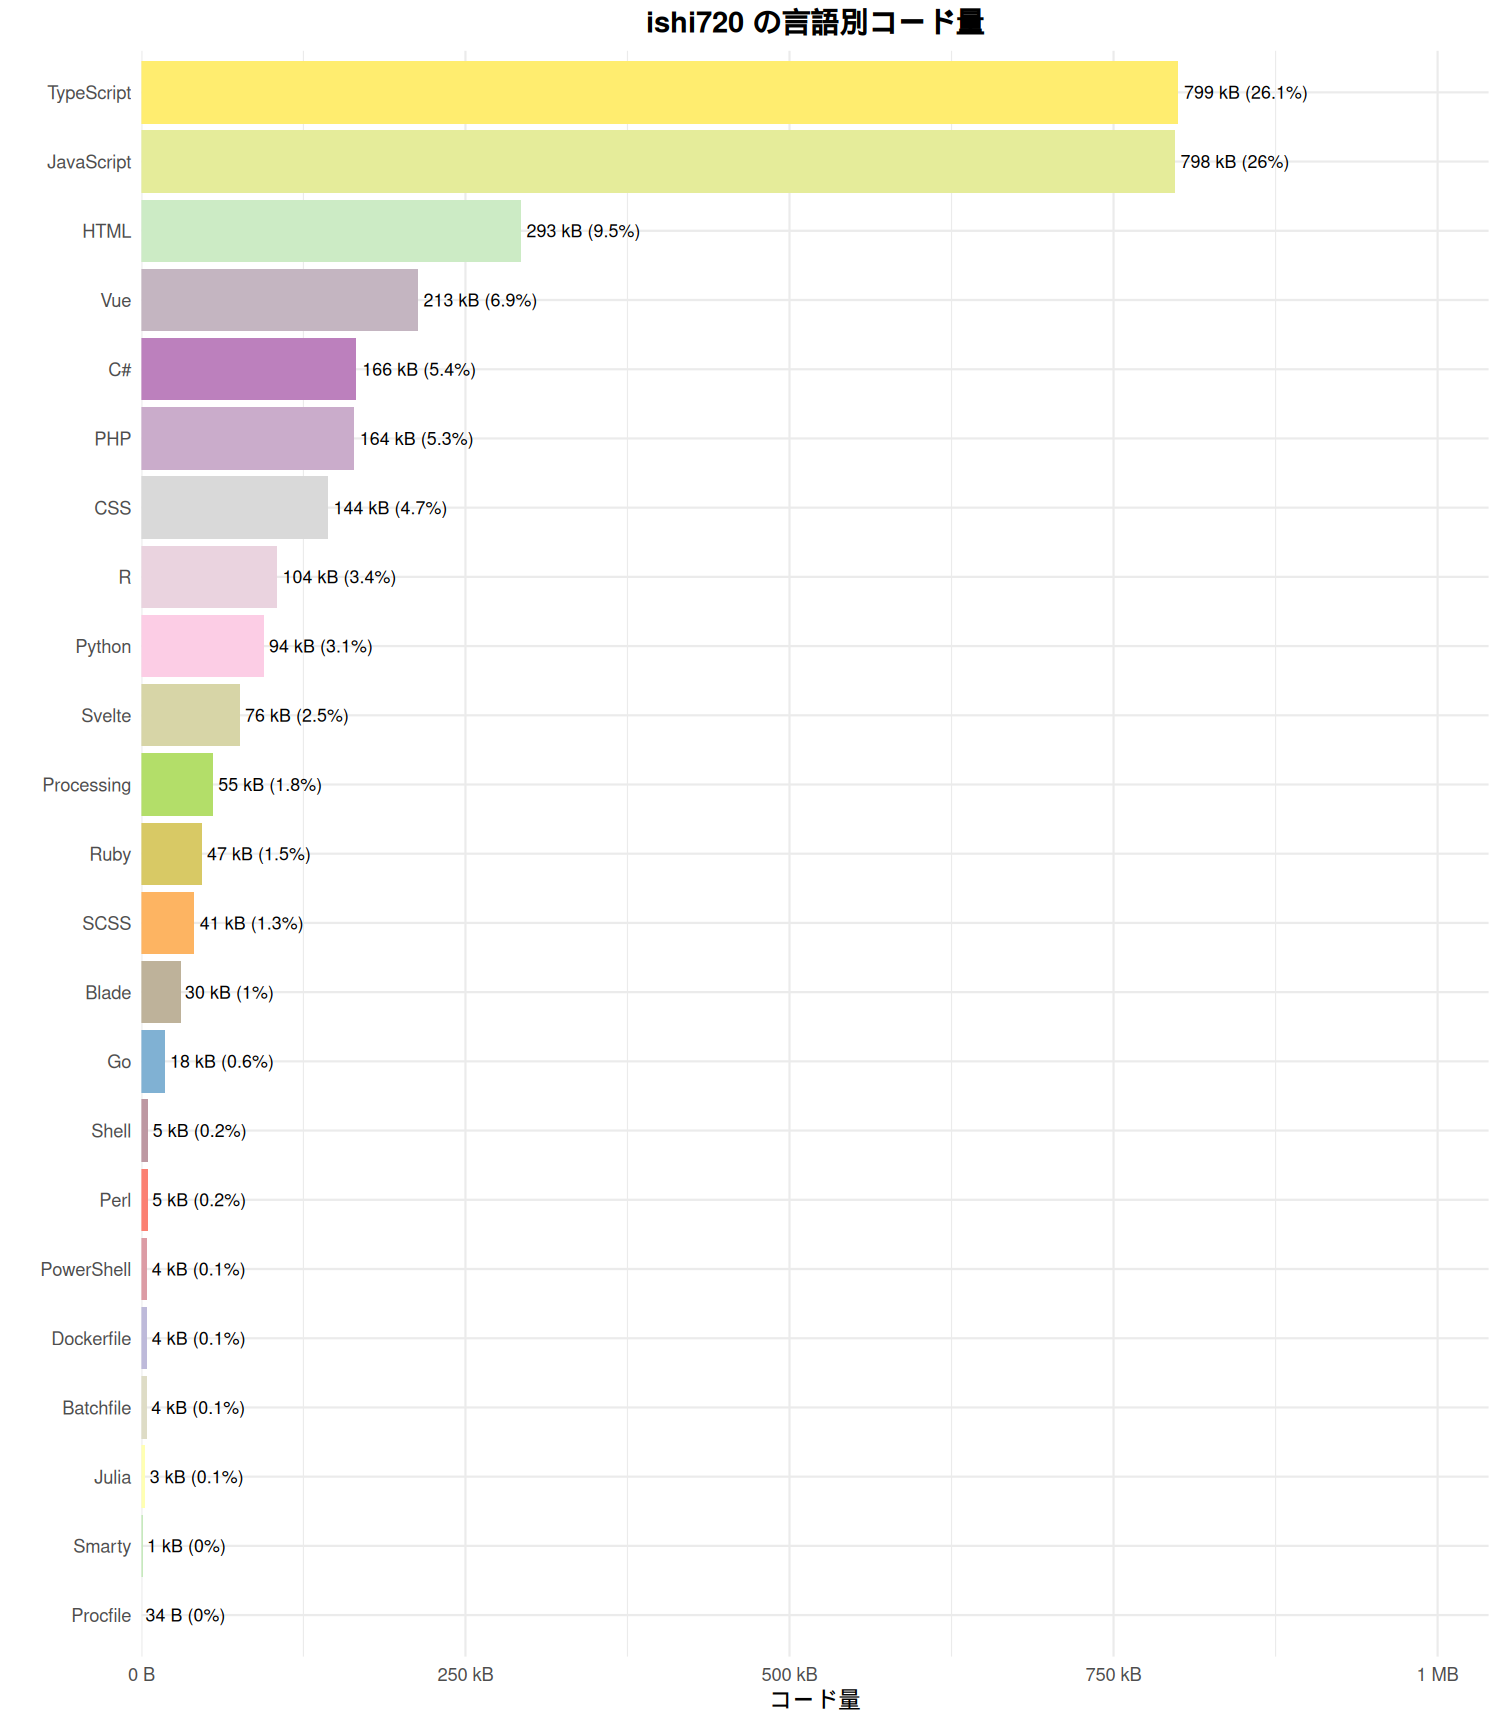 ishi720 の言語別コード量
TypeScript 799 kB (26.1%)
JavaScript 798 kB (26%)
HTML 293 kB (9.5%)
Vue 213 kB (6.9%)
C# 166 kB (5.4%)
PHP 164 kB (5.3%)
CSS 144 kB (4.7%)
R 104 kB (3.4%)
Python 94 kB (3.1%)
Svelte 76 kB (2.5%)
Processing 55 kB (1.8%)
Ruby 47 kB (1.5%)
SCSS 41 kB (1.3%)
Blade 30 kB (1%)
Go 18 kB (0.6%)
Shell 5 kB (0.2%)
Perl 5 kB (0.2%)
PowerShell 4 kB (0.1%)
Dockerfile 4 kB (0.1%)
Batchfile 4 kB (0.1%)
Julia 3 kB (0.1%)
Smarty 1 kB (0%)
Procfile 34 B (0%)
0 B 250 kB 500 kB 750 kB 1 MB
コード量